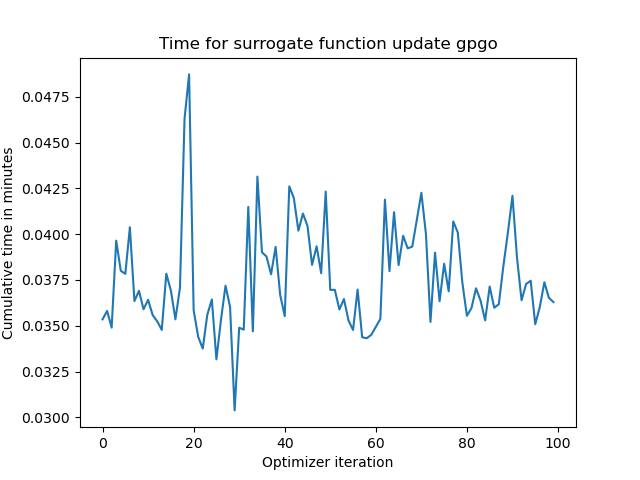 Time for surrogate function update gpgo
Cumulative time in minutes
0.0475
0.0450
0.0425
0.0400
0.0375
0.0350
0.0325
0.0300
0 20 40 60 80 100
Optimizer iteration